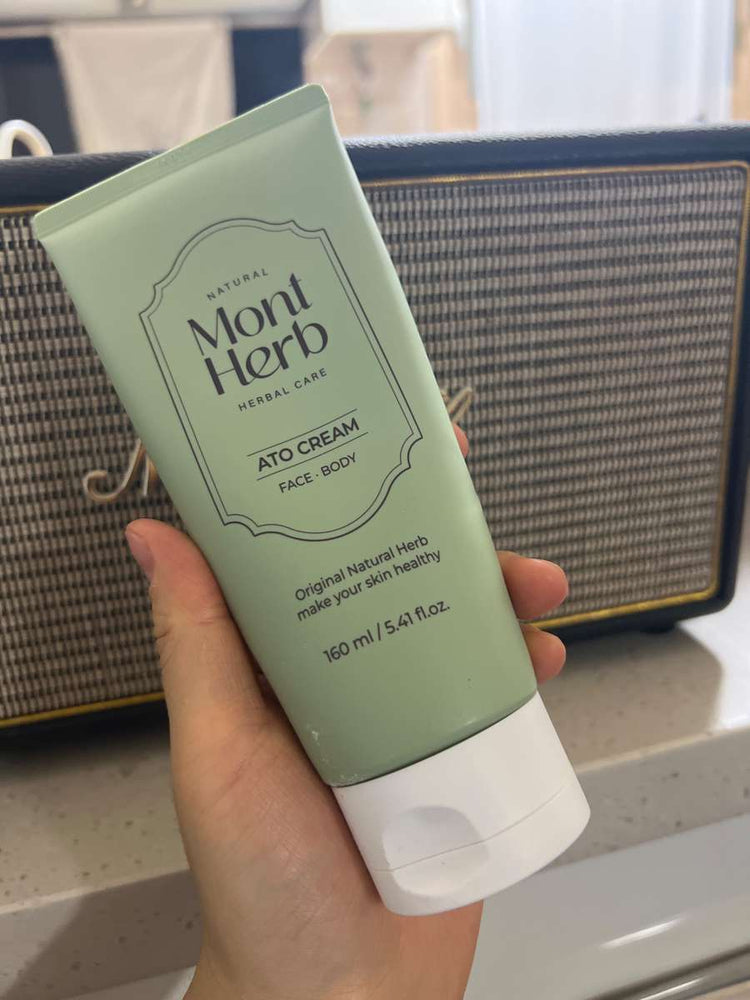 NATURAL
Mont
Herb
HERBAL CARE
ATO CREAM
FACE · BODY
Original Natural Herb
make your skin healthy
160 ml / 5.41 fl.oz.